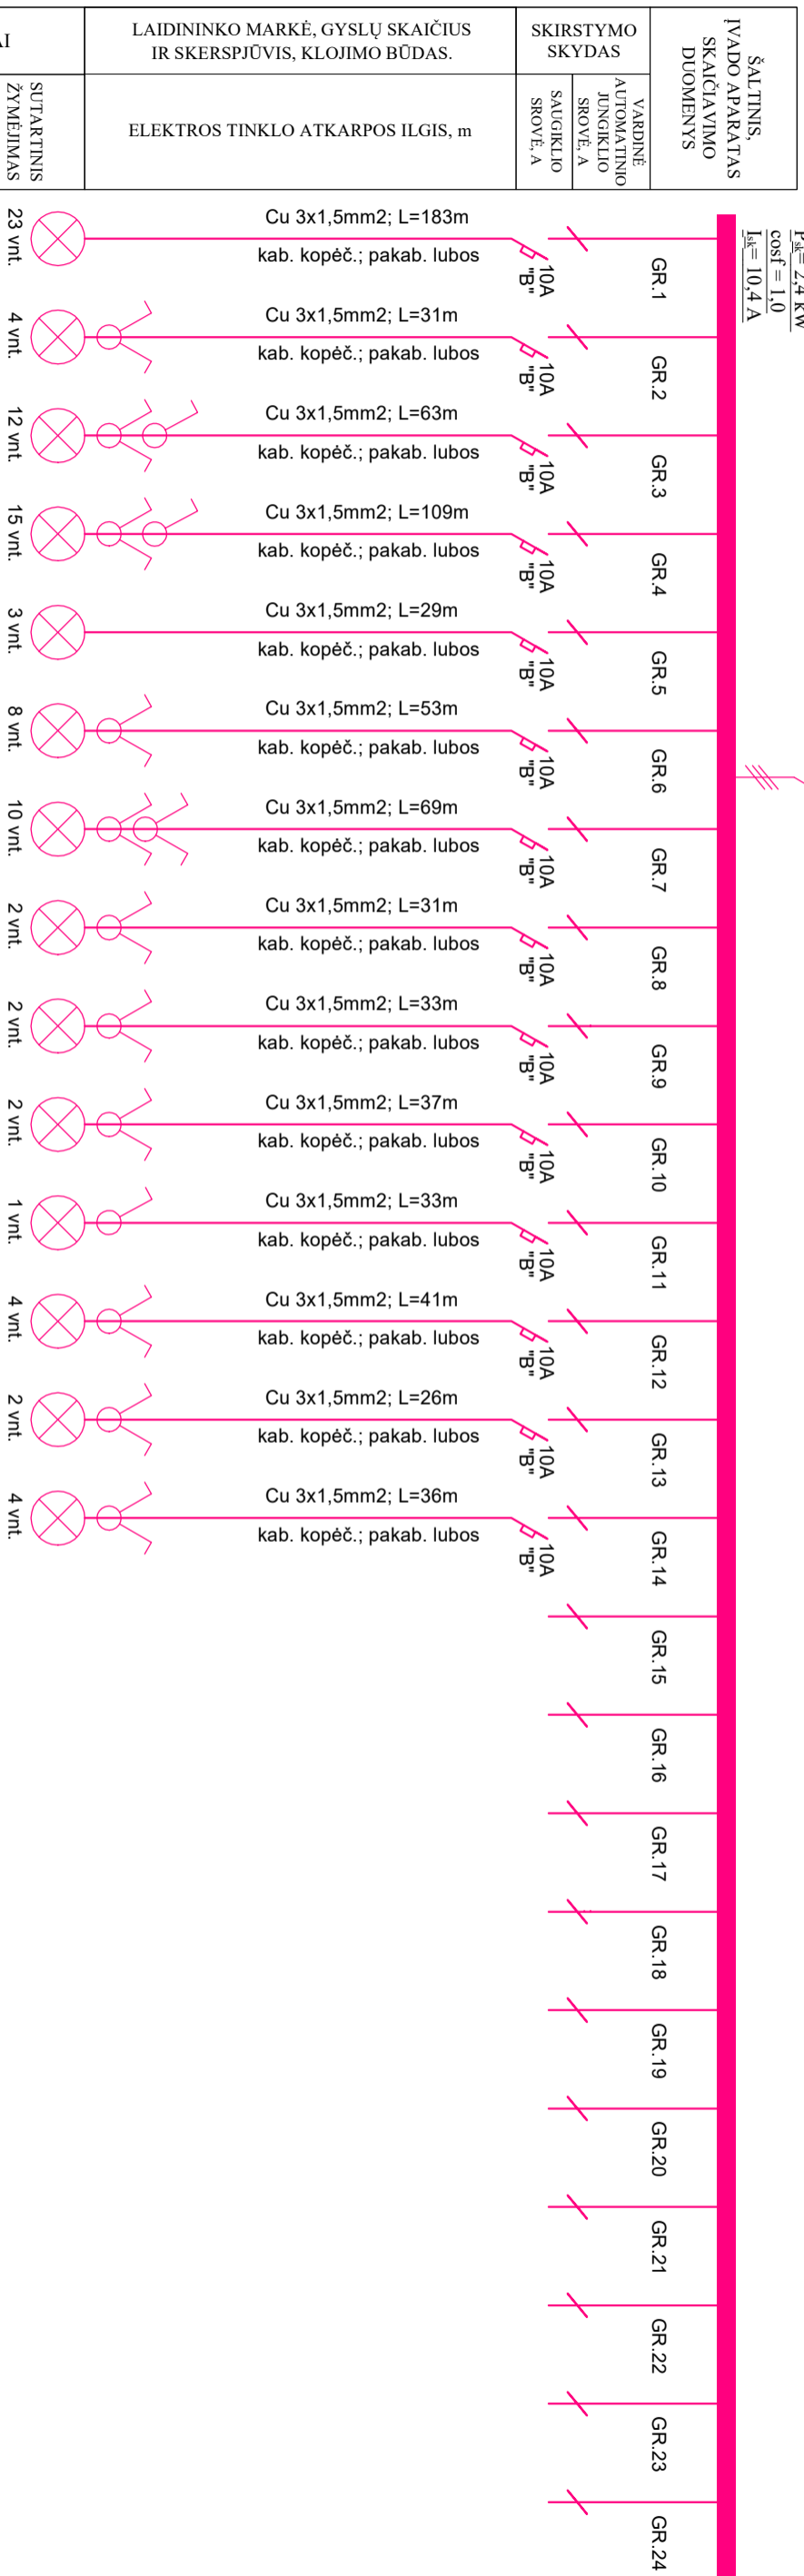 AI
LAIDININKO MARKĖ, GYSLŲ SKAIČIUS
IR SKERSPJŪVIS, KLOJIMO BŪDAS.
SKIRSTYMO
SKYDAS
ŠALTINIS,
ĮVADO APARATAS
SKAIČIAVIMO
DUOMENYS
SUTARTINIS
ŽYMĖJIMAS
ELEKTROS TINKLO ATKARPOS ILGIS, m
SAUGIKLIO
SROVĖ, A
VARDINĖ
AUTOMATINIO
JUNGIKLIO
SROVĖ, A
Psk= 2,4 kW
cosf = 1,0
Isk= 10,4 A
23 vnt.
Cu 3x1,5mm2; L=183m
kab. kopėč.; pakab. lubos
10A
"B"
GR.1
4 vnt.
Cu 3x1,5mm2; L=31m
kab. kopėč.; pakab. lubos
10A
"B"
GR.2
12 vnt.
Cu 3x1,5mm2; L=63m
kab. kopėč.; pakab. lubos
10A
"B"
GR.3
15 vnt.
Cu 3x1,5mm2; L=109m
kab. kopėč.; pakab. lubos
10A
"B"
GR.4
3 vnt.
Cu 3x1,5mm2; L=29m
kab. kopėč.; pakab. lubos
10A
"B"
GR.5
8 vnt.
Cu 3x1,5mm2; L=53m
kab. kopėč.; pakab. lubos
10A
"B"
GR.6
10 vnt.
Cu 3x1,5mm2; L=69m
kab. kopėč.; pakab. lubos
10A
"B"
GR.7
2 vnt.
Cu 3x1,5mm2; L=31m
kab. kopėč.; pakab. lubos
10A
"B"
GR.8
2 vnt.
Cu 3x1,5mm2; L=33m
kab. kopėč.; pakab. lubos
10A
"B"
GR.9
2 vnt.
Cu 3x1,5mm2; L=37m
kab. kopėč.; pakab. lubos
10A
"B"
GR.10
1 vnt.
Cu 3x1,5mm2; L=33m
kab. kopėč.; pakab. lubos
10A
"B"
GR.11
4 vnt.
Cu 3x1,5mm2; L=41m
kab. kopėč.; pakab. lubos
10A
"B"
GR.12
2 vnt.
Cu 3x1,5mm2; L=26m
kab. kopėč.; pakab. lubos
10A
"B"
GR.13
4 vnt.
Cu 3x1,5mm2; L=36m
kab. kopėč.; pakab. lubos
10A
"B"
GR.14
GR.15
GR.16
GR.17
GR.18
GR.19
GR.20
GR.21
GR.22
GR.23
GR.24